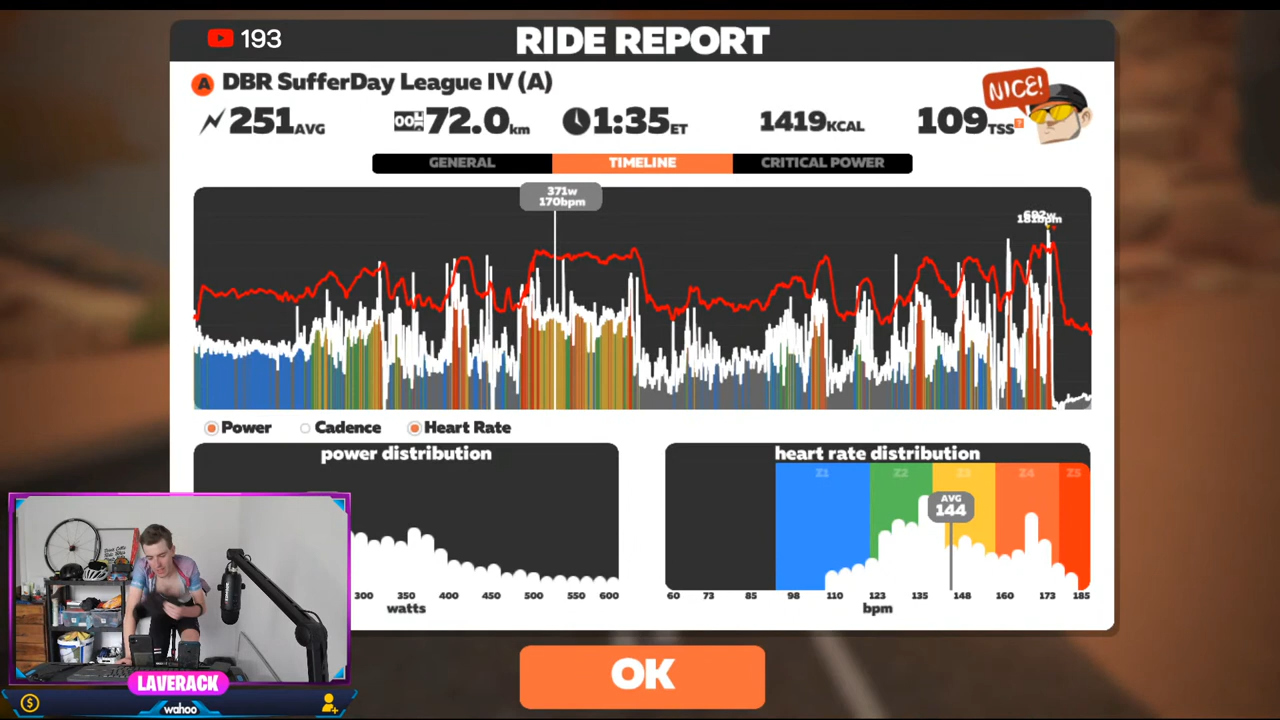 193
RIDE REPORT
A DBR SufferDay League IV (A)
251AVG 72.0km 1:35ET 1419KCAL 109TSS
NICE!
GENERAL TIMELINE CRITICAL POWER
371w
170bpm
181bpm
Power Cadence Heart Rate
power distribution
300 350 400 450 500 550 600
watts
heart rate distribution
Z1 Z2 Z3 Z4 Z5
AVG
144
60 73 85 98 110 123 135 148 160 173 185
bpm
OK
LAVERACK
wahoo